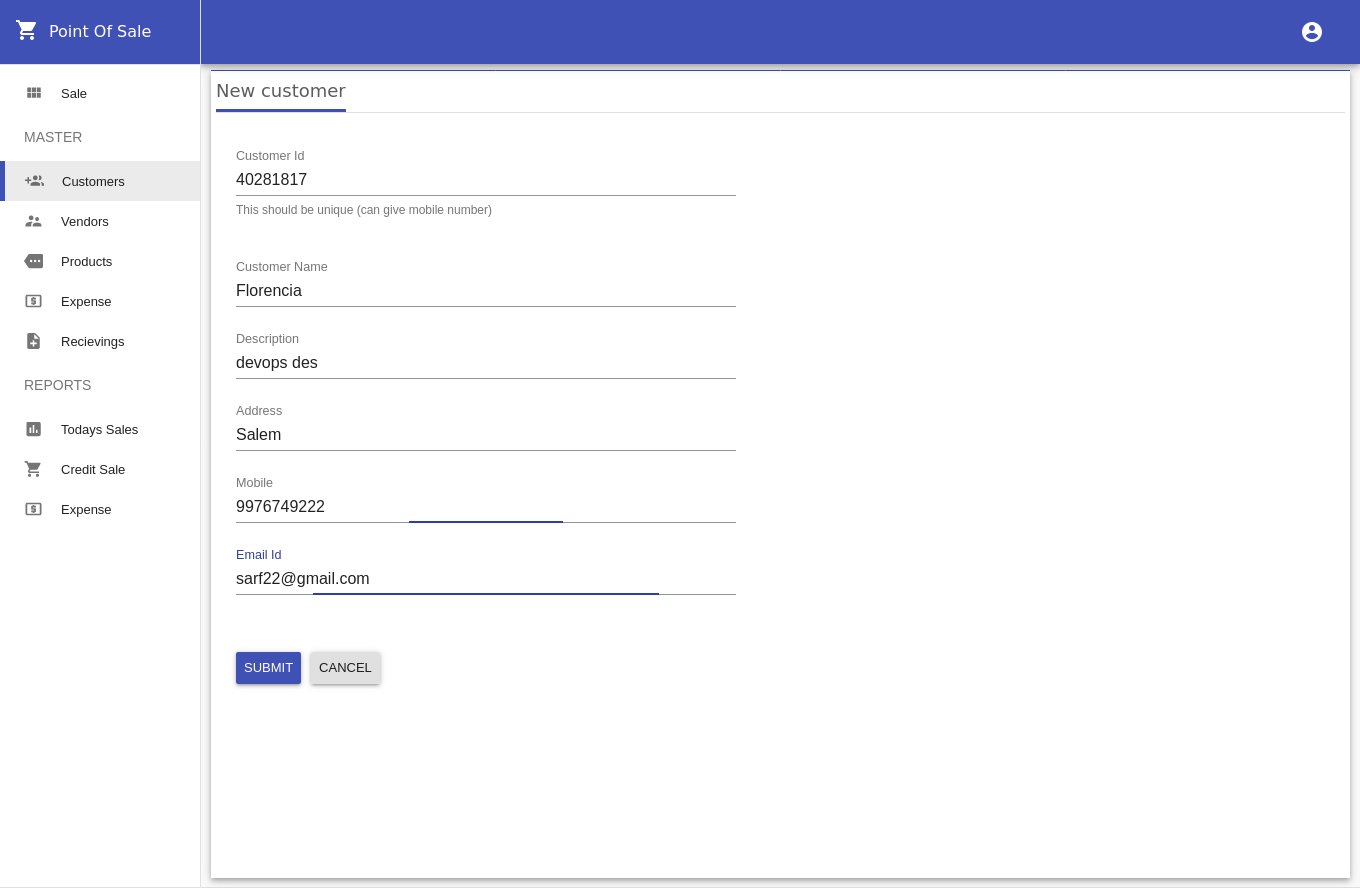 Point Of Sale
Sale
MASTER
Customers
Vendors
Products
Expense
Recievings
REPORTS
Todays Sales
Credit Sale
Expense
New customer
Customer Id
40281817
This should be unique (can give mobile number)
Customer Name
Florencia
Description
devops des
Address
Salem
Mobile
9976749222
Email Id
sarf22@gmail.com
SUBMIT CANCEL